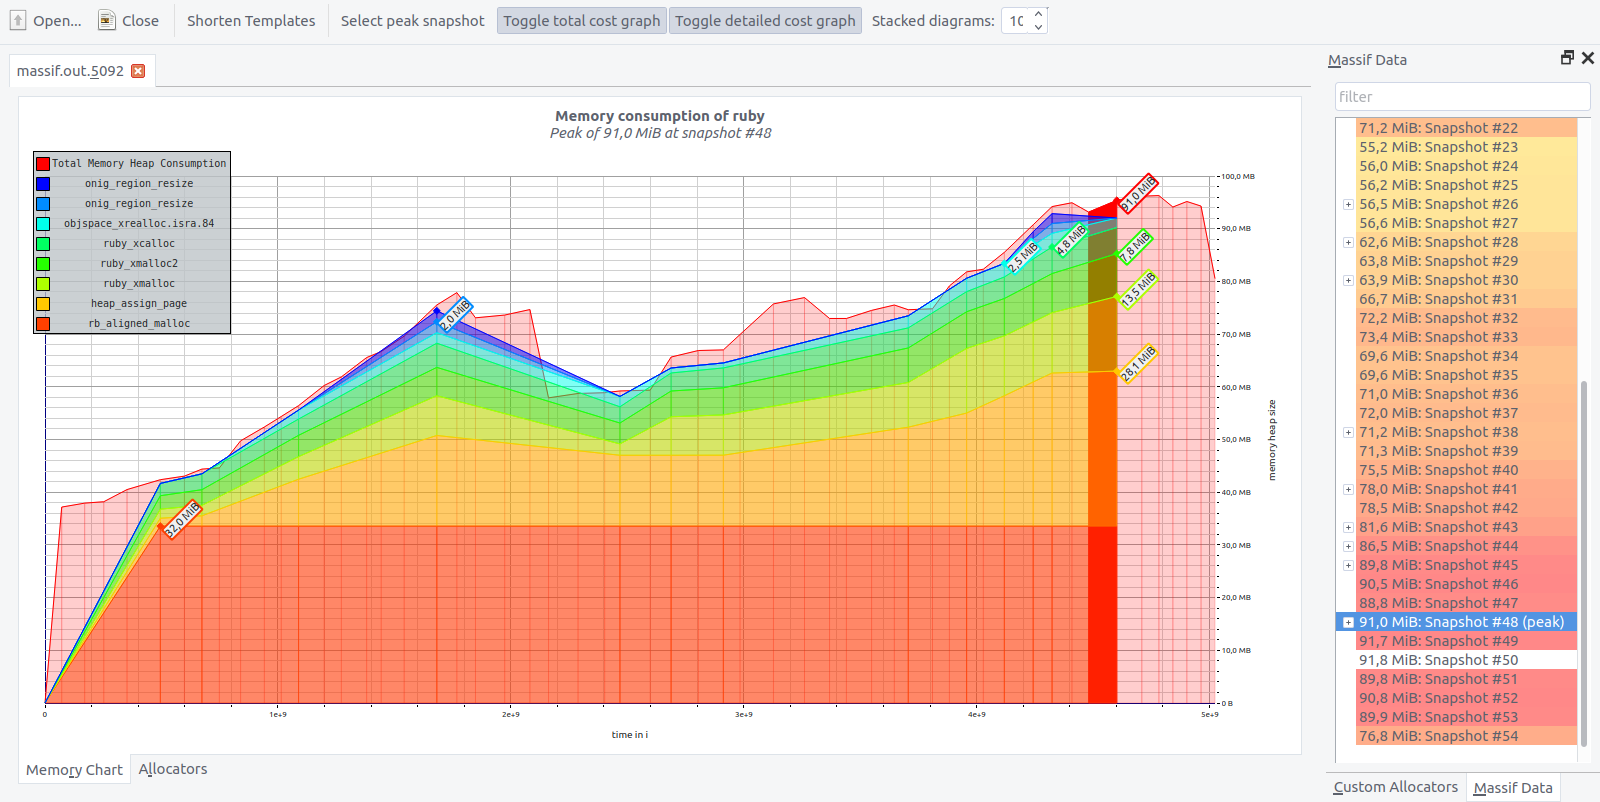 Open... Close Shorten Templates Select peak snapshot Toggle total cost graph Toggle detailed cost graph Stacked diagrams: 10
massif.out.5092
Memory consumption of ruby
Peak of 91,0 MiB at snapshot #48
Total Memory Heap Consumption
onig_region_resize
onig_region_resize
objspace_xrealloc.isra.84
ruby_xcalloc
ruby_xmalloc2
ruby_xmalloc
heap_assign_page
rb_aligned_malloc
32,0 MiB
2,0 MiB
2,5 MiB
4,8 MiB
91,0 MiB
7,8 MiB
13,5 MiB
28,1 MiB
100,0 MB
90,0 MB
80,0 MB
70,0 MB
60,0 MB
50,0 MB
40,0 MB
30,0 MB
20,0 MB
10,0 MB
0 B
memory heap size
0 1e+9 2e+9 3e+9 4e+9 5e+9
time in i
Memory Chart Allocators
Massif Data
filter
71,2 MiB: Snapshot #22
55,2 MiB: Snapshot #23
56,0 MiB: Snapshot #24
56,2 MiB: Snapshot #25
56,5 MiB: Snapshot #26
56,6 MiB: Snapshot #27
62,6 MiB: Snapshot #28
63,8 MiB: Snapshot #29
63,9 MiB: Snapshot #30
66,7 MiB: Snapshot #31
72,2 MiB: Snapshot #32
73,4 MiB: Snapshot #33
69,6 MiB: Snapshot #34
69,6 MiB: Snapshot #35
71,0 MiB: Snapshot #36
72,0 MiB: Snapshot #37
71,2 MiB: Snapshot #38
71,3 MiB: Snapshot #39
75,5 MiB: Snapshot #40
78,0 MiB: Snapshot #41
78,5 MiB: Snapshot #42
81,6 MiB: Snapshot #43
86,5 MiB: Snapshot #44
89,8 MiB: Snapshot #45
90,5 MiB: Snapshot #46
88,8 MiB: Snapshot #47
91,0 MiB: Snapshot #48 (peak)
91,7 MiB: Snapshot #49
91,8 MiB: Snapshot #50
89,8 MiB: Snapshot #51
90,8 MiB: Snapshot #52
89,9 MiB: Snapshot #53
76,8 MiB: Snapshot #54
Custom Allocators Massif Data